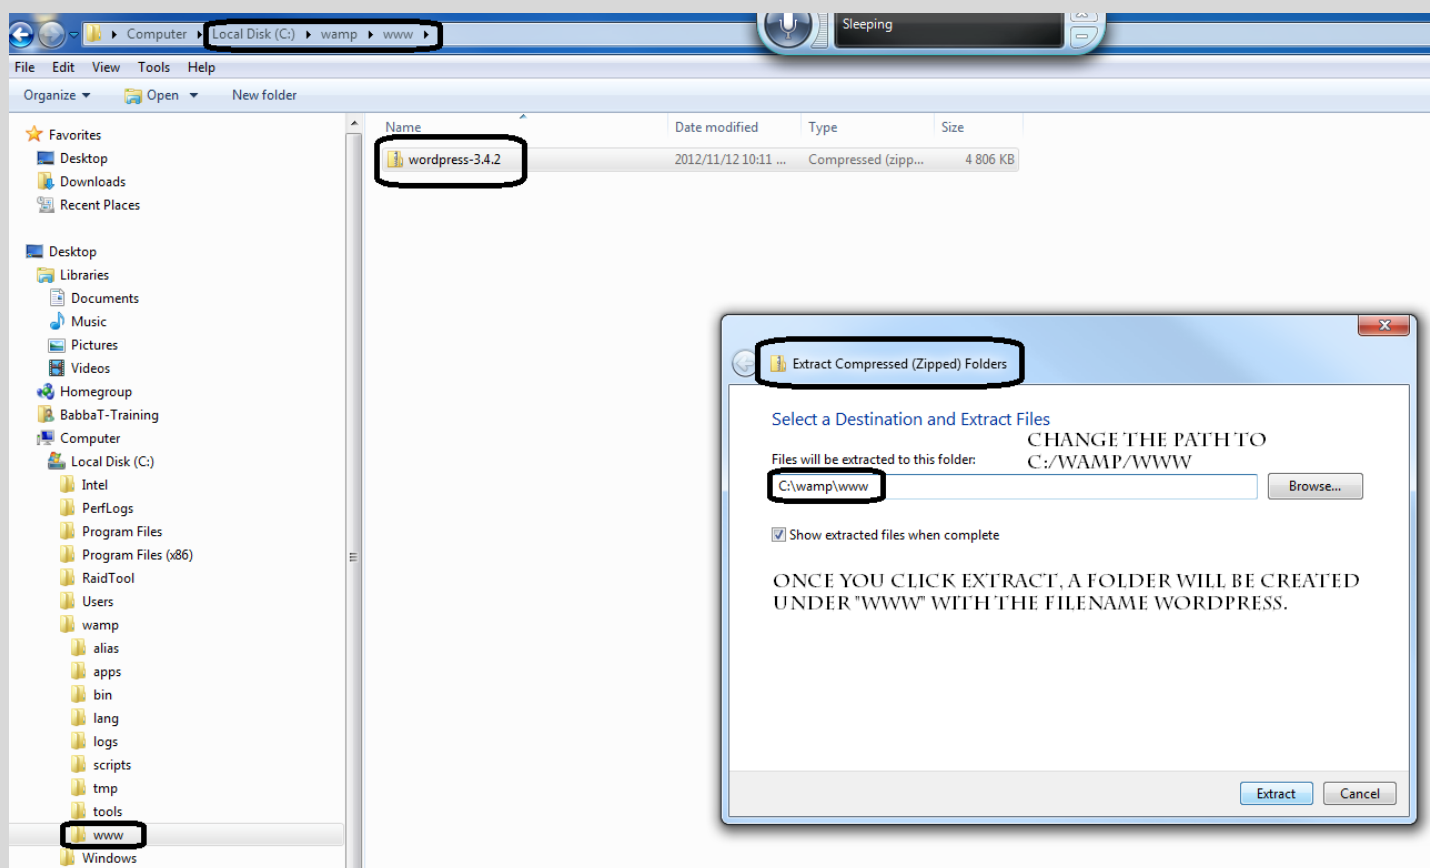 Computer Local Disk (C:) wamp www
Sleeping
File Edit View Tools Help
Organize Open New folder
Favorites
Desktop
Downloads
Recent Places
Desktop
Libraries
Documents
Music
Pictures
Videos
Homegroup
BabbaT-Training
Computer
Local Disk (C:)
Intel
PerfLogs
Program Files
Program Files (x86)
RaidTool
Users
wamp
alias
apps
bin
lang
logs
scripts
tmp
tools
www
Windows
Name Date modified Type Size
wordpress-3.4.2 2012/11/12 10:11 ... Compressed (zipp... 4 806 KB
Extract Compressed (Zipped) Folders
Select a Destination and Extract Files
CHANGE THE PATH TO
C:/WAMP/WWW
Files will be extracted to this folder:
C:\wamp\www Browse...
Show extracted files when complete
ONCE YOU CLICK EXTRACT, A FOLDER WILL BE CREATED
UNDER "WWW" WITH THE FILENAME WORDPRESS.
Extract Cancel